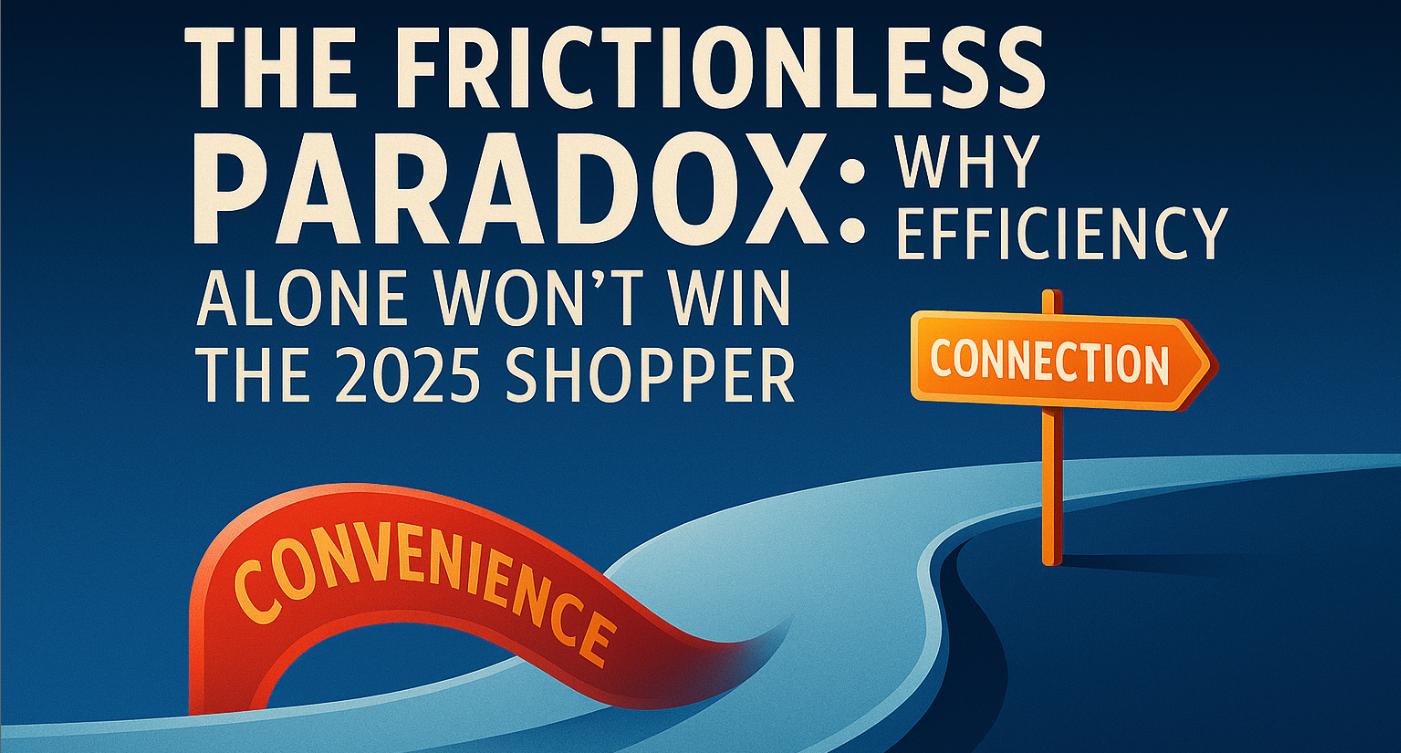 THE FRICTIONLESS
PARADOX: WHY
EFFICIENCY
ALONE WON'T WIN
THE 2025 SHOPPER
CONNECTION
CONVENIENCE